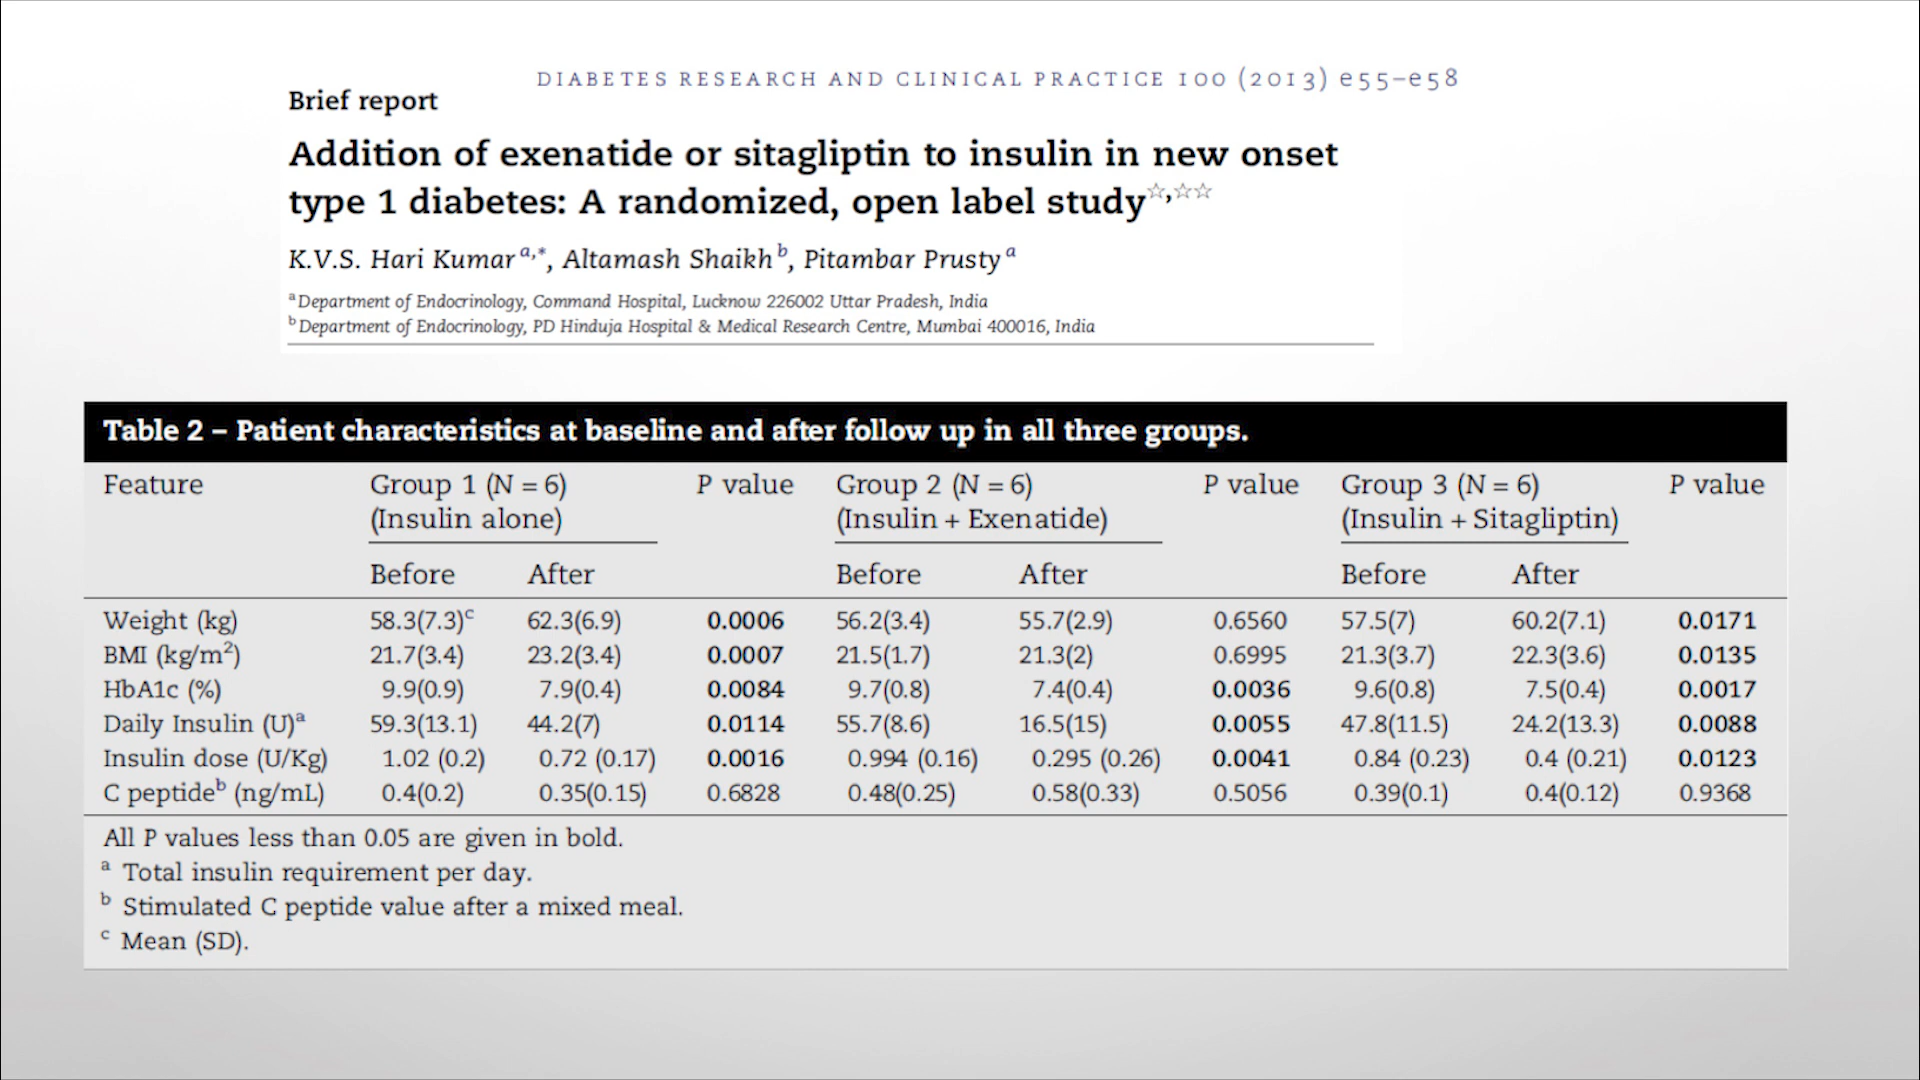 DIABETES RESEARCH AND CLINICAL PRACTICE 100 (2013) e55–e58
Brief report
Addition of exenatide or sitagliptin to insulin in new onset
type 1 diabetes: A randomized, open label study☆,☆☆
K.V.S. Hari Kumar a,*, Altamash Shaikh b, Pitambar Prusty a
a Department of Endocrinology, Command Hospital, Lucknow 226002 Uttar Pradesh, India
b Department of Endocrinology, PD Hinduja Hospital & Medical Research Centre, Mumbai 400016, India
Table 2 – Patient characteristics at baseline and after follow up in all three groups.
Feature Group 1 (N = 6) P value Group 2 (N = 6) P value Group 3 (N = 6) P value
(Insulin alone) (Insulin + Exenatide) (Insulin + Sitagliptin)
Before After Before After Before After
Weight (kg) 58.3(7.3)c 62.3(6.9) 0.0006 56.2(3.4) 55.7(2.9) 0.6560 57.5(7) 60.2(7.1) 0.0171
BMI (kg/m2) 21.7(3.4) 23.2(3.4) 0.0007 21.5(1.7) 21.3(2) 0.6995 21.3(3.7) 22.3(3.6) 0.0135
HbA1c (%) 9.9(0.9) 7.9(0.4) 0.0084 9.7(0.8) 7.4(0.4) 0.0036 9.6(0.8) 7.5(0.4) 0.0017
Daily Insulin (U)a 59.3(13.1) 44.2(7) 0.0114 55.7(8.6) 16.5(15) 0.0055 47.8(11.5) 24.2(13.3) 0.0088
Insulin dose (U/Kg) 1.02 (0.2) 0.72 (0.17) 0.0016 0.994 (0.16) 0.295 (0.26) 0.0041 0.84 (0.23) 0.4 (0.21) 0.0123
C peptideb (ng/mL) 0.4(0.2) 0.35(0.15) 0.6828 0.48(0.25) 0.58(0.33) 0.5056 0.39(0.1) 0.4(0.12) 0.9368
All P values less than 0.05 are given in bold.
a Total insulin requirement per day.
b Stimulated C peptide value after a mixed meal.
c Mean (SD).